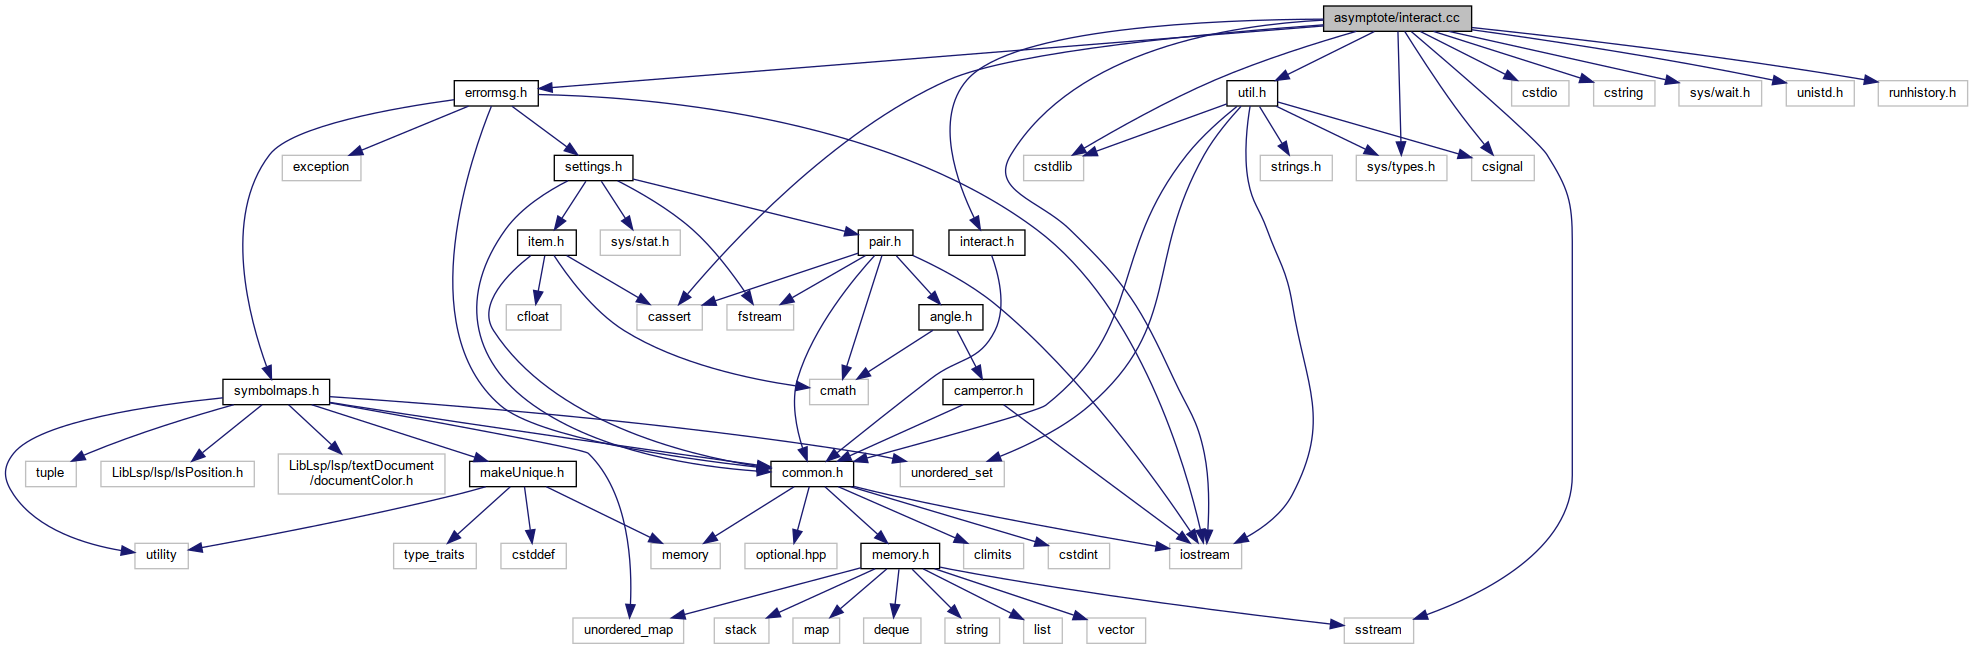 asymptote/interact.cc
errormsg.h
util.h
cstdio
cstring
sys/wait.h
unistd.h
runhistory.h
exception
settings.h
cstdlib
strings.h
sys/types.h
csignal
item.h
sys/stat.h
pair.h
interact.h
cfloat
cassert
fstream
angle.h
symbolmaps.h
cmath
camperror.h
tuple
LibLsp/lsp/lsPosition.h
LibLsp/lsp/textDocument
/documentColor.h
makeUnique.h
common.h
unordered_set
utility
type_traits
cstddef
memory
optional.hpp
memory.h
climits
cstdint
iostream
unordered_map
stack
map
deque
string
list
vector
sstream